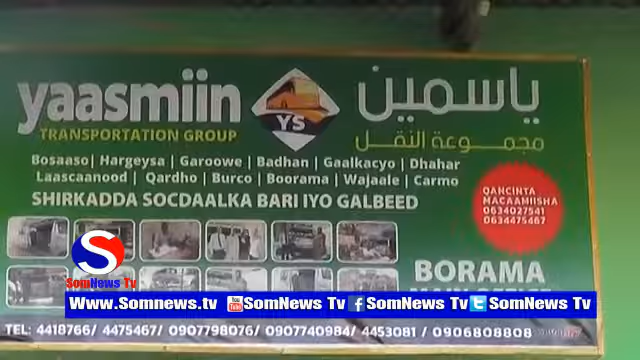 yaasmiin
TRANSPORTATION GROUP
YS
ياسمين
مجموعة النقل
Bosaaso| Hargeysa | Garoowe | Badhan | Gaalkacyo | Dhahar
Laascaanood | Qardho | Burco | Boorama | Wajaale | Carmo
SHIRKADDA SOCDAALKA BARI IYO GALBEED
QANCINTA
MACAAMIISHA
0634027541
0634475467
S
SomNews Tv
BORAMA
Www.Somnews.tv You Tube SomNews Tv f SomNews Tv t SomNews Tv
TEL: 4418766/ 4475467/ 0907798076/ 0907740984/ 4453081 / 0906808808